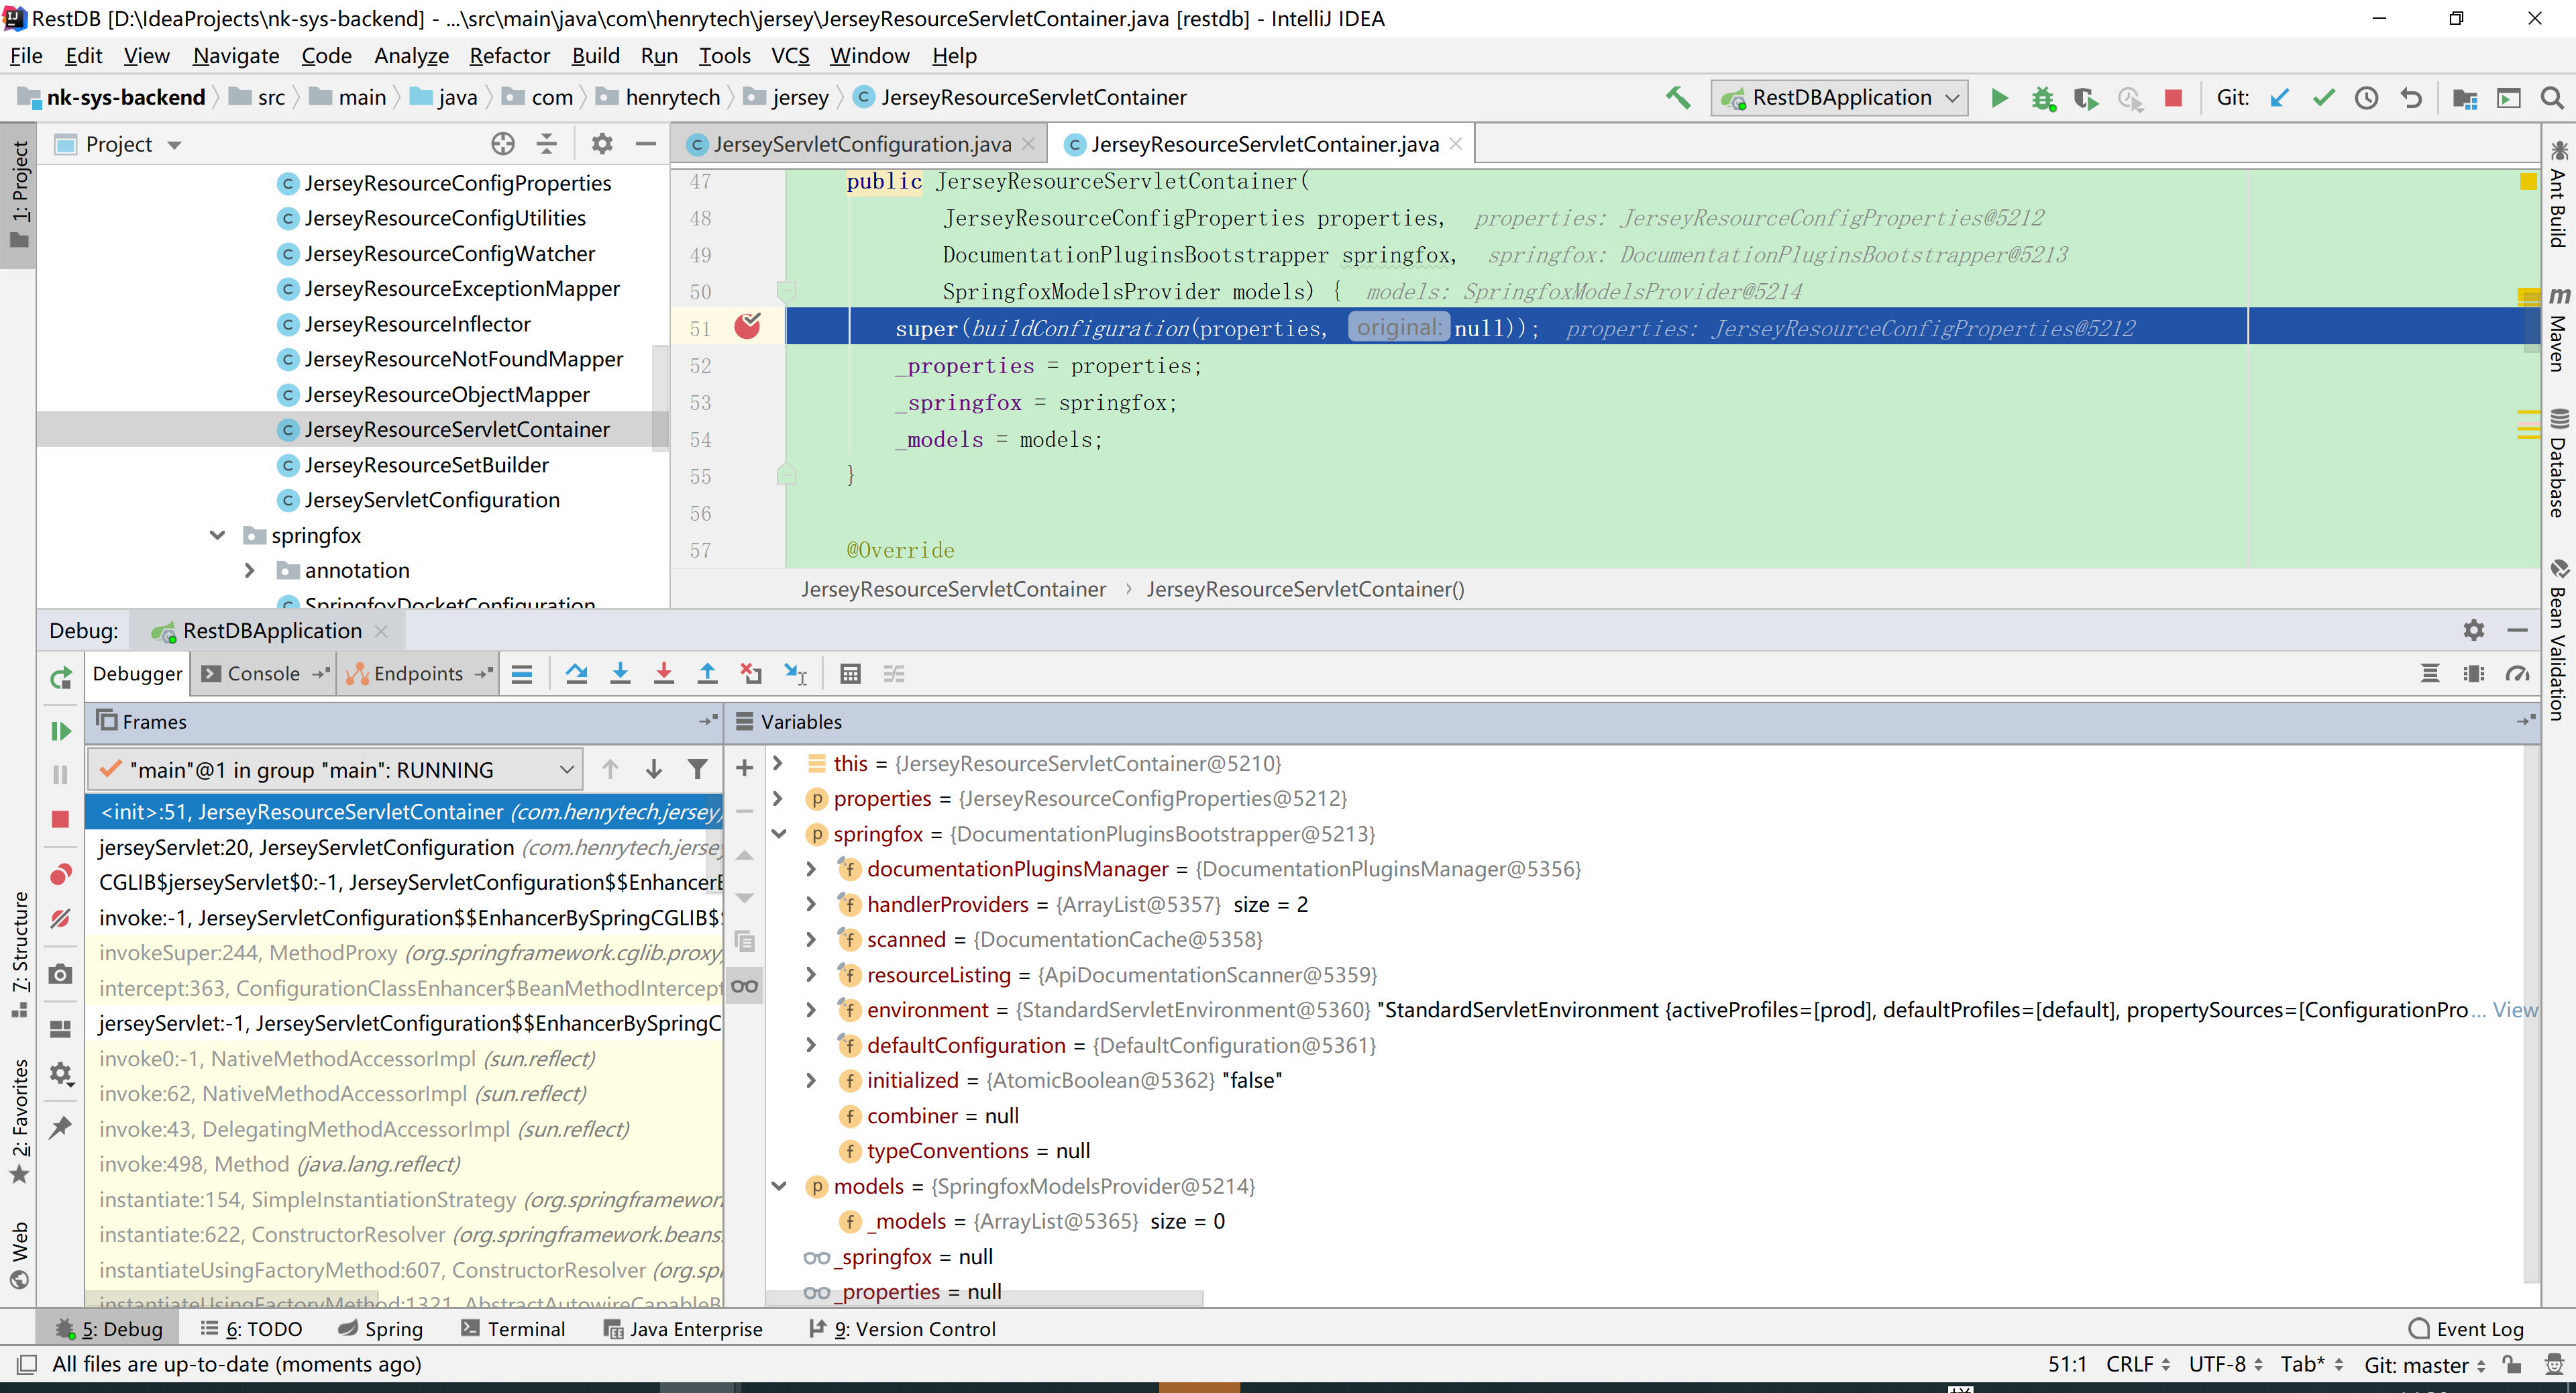 RestDB [D:\IdeaProjects\nk-sys-backend] - ...\src\main\java\com\henrytech\jersey\JerseyResourceServletContainer.java [restdb] - IntelliJ IDEA
File Edit View Navigate Code Analyze Refactor Build Run Tools VCS Window Help
nk-sys-backend src main java com henrytech jersey JerseyResourceServletContainer RestDBApplication Git:
1: Project
Project
JerseyResourceConfigProperties
JerseyResourceConfigUtilities
JerseyResourceConfigWatcher
JerseyResourceExceptionMapper
JerseyResourceInflector
JerseyResourceNotFoundMapper
JerseyResourceObjectMapper
JerseyResourceServletContainer
JerseyResourceSetBuilder
JerseyServletConfiguration
springfox
annotation
SpringfoxDocketConfiguration
JerseyServletConfiguration.java JerseyResourceServletContainer.java
47 public JerseyResourceServletContainer(
48 JerseyResourceConfigProperties properties, properties: JerseyResourceConfigProperties@5212
49 DocumentationPluginsBootstrapper springfox, springfox: DocumentationPluginsBootstrapper@5213
50 SpringfoxModelsProvider models) { models: SpringfoxModelsProvider@5214
51 super(buildConfiguration(properties, original: null)); properties: JerseyResourceConfigProperties@5212
52 _properties = properties;
53 _springfox = springfox;
54 _models = models;
55 }
56
57 @Override
JerseyResourceServletContainer › JerseyResourceServletContainer()
Ant Build
Maven
Database
Bean Validation
Debug: RestDBApplication
Debugger Console Endpoints
Frames
"main"@1 in group "main": RUNNING
<init>:51, JerseyResourceServletContainer (com.henrytech.jersey)
jerseyServlet:20, JerseyServletConfiguration (com.henrytech.jersey
CGLIB$jerseyServlet$0:-1, JerseyServletConfiguration$$EnhancerB
invoke:-1, JerseyServletConfiguration$$EnhancerBySpringCGLIB$$
invokeSuper:244, MethodProxy (org.springframework.cglib.proxy)
intercept:363, ConfigurationClassEnhancer$BeanMethodIntercept
jerseyServlet:-1, JerseyServletConfiguration$$EnhancerBySpringC
invoke0:-1, NativeMethodAccessorImpl (sun.reflect)
invoke:62, NativeMethodAccessorImpl (sun.reflect)
invoke:43, DelegatingMethodAccessorImpl (sun.reflect)
invoke:498, Method (java.lang.reflect)
instantiate:154, SimpleInstantiationStrategy (org.springframewor
instantiate:622, ConstructorResolver (org.springframework.beans.
instantiateUsingFactoryMethod:607, ConstructorResolver (org.spr
instantiateUsingFactoryMethod:1321, AbstractAutowireCapableB
Variables
this = {JerseyResourceServletContainer@5210}
properties = {JerseyResourceConfigProperties@5212}
springfox = {DocumentationPluginsBootstrapper@5213}
documentationPluginsManager = {DocumentationPluginsManager@5356}
handlerProviders = {ArrayList@5357} size = 2
scanned = {DocumentationCache@5358}
resourceListing = {ApiDocumentationScanner@5359}
environment = {StandardServletEnvironment@5360} "StandardServletEnvironment {activeProfiles=[prod], defaultProfiles=[default], propertySources=[ConfigurationPro... View
defaultConfiguration = {DefaultConfiguration@5361}
initialized = {AtomicBoolean@5362} "false"
combiner = null
typeConventions = null
models = {SpringfoxModelsProvider@5214}
_models = {ArrayList@5365} size = 0
_springfox = null
_properties = null
7: Structure
2: Favorites
Web
5: Debug 6: TODO Spring Terminal Java Enterprise 9: Version Control Event Log
All files are up-to-date (moments ago) 51:1 CRLF UTF-8 Tab* Git: master